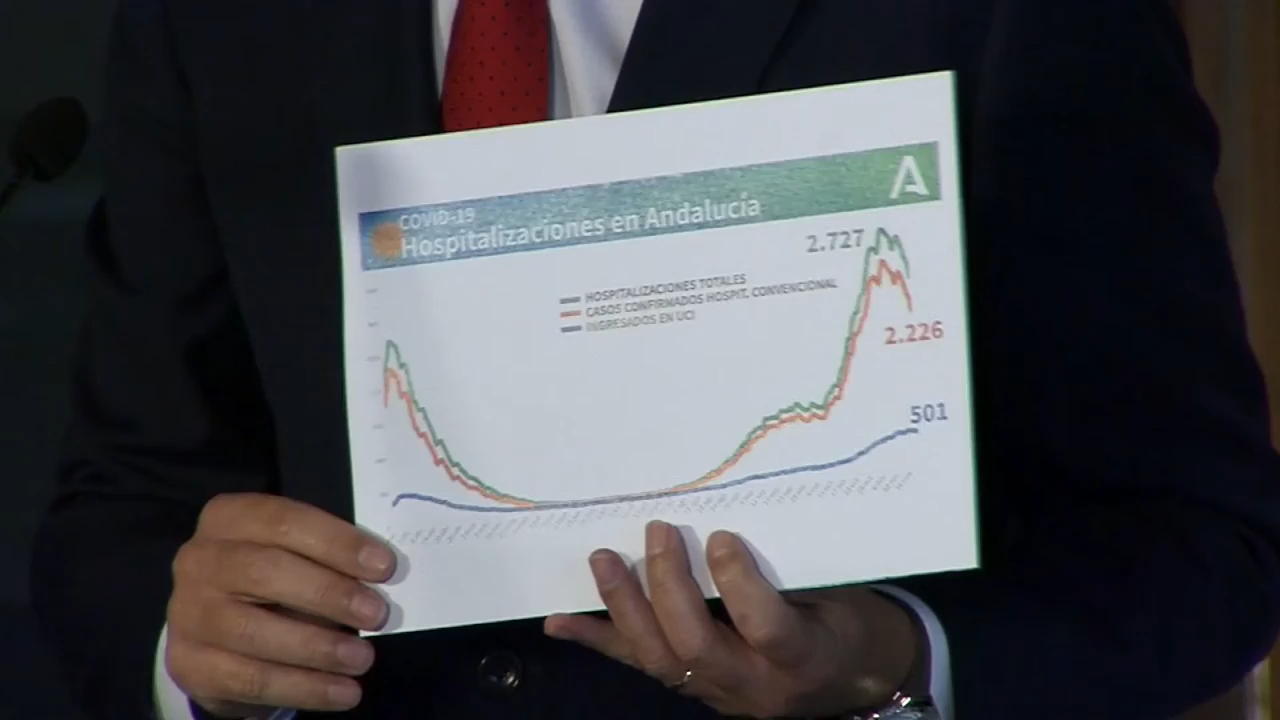 COVID-19
Hospitalizaciones en Andalucía
A
2.727
HOSPITALIZACIONES TOTALES
CASOS CONFIRMADOS HOSPIT. CONVENCIONAL
INGRESADOS EN UCI
2.226
501